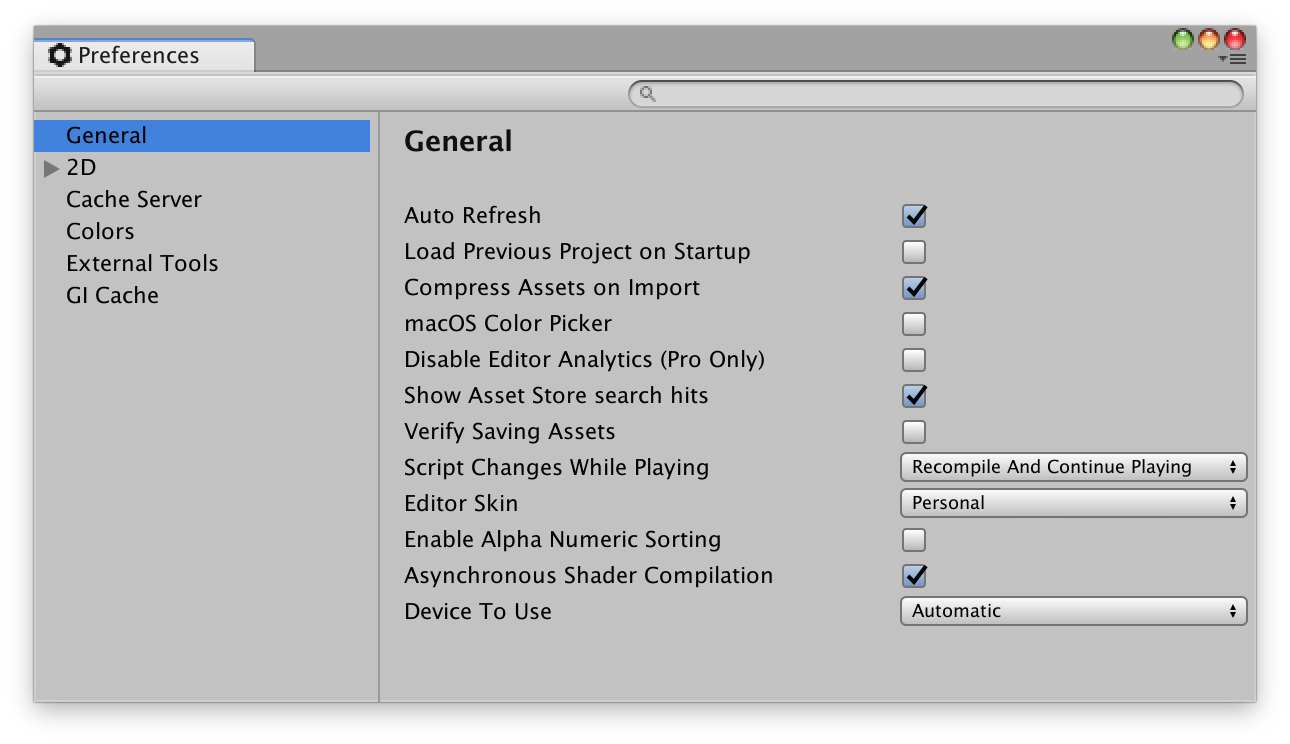 Preferences
General
2D
Cache Server
Colors
External Tools
GI Cache
General
Auto Refresh
Load Previous Project on Startup
Compress Assets on Import
macOS Color Picker
Disable Editor Analytics (Pro Only)
Show Asset Store search hits
Verify Saving Assets
Script Changes While Playing Recompile And Continue Playing
Editor Skin Personal
Enable Alpha Numeric Sorting
Asynchronous Shader Compilation
Device To Use Automatic